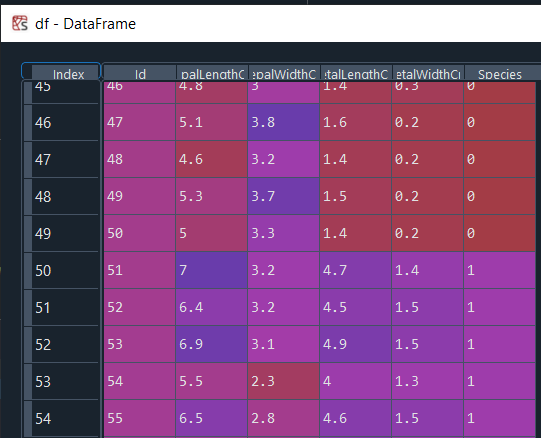 df - DataFrame
Index Id palLengthC epalWidthC etalLengthC etalWidthC Species
45 46 4.8 3 1.4 0.3 0
46 47 5.1 3.8 1.6 0.2 0
47 48 4.6 3.2 1.4 0.2 0
48 49 5.3 3.7 1.5 0.2 0
49 50 5 3.3 1.4 0.2 0
50 51 7 3.2 4.7 1.4 1
51 52 6.4 3.2 4.5 1.5 1
52 53 6.9 3.1 4.9 1.5 1
53 54 5.5 2.3 4 1.3 1
54 55 6.5 2.8 4.6 1.5 1